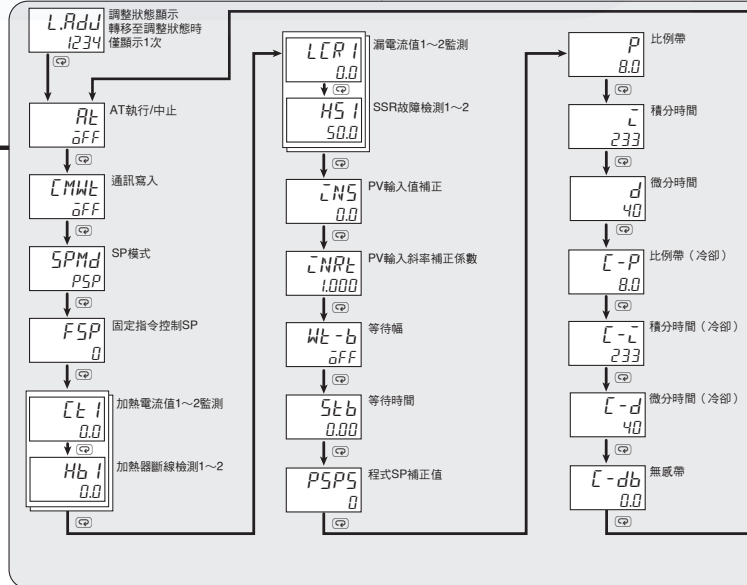 L.AdJ
1234
調整狀態顯示
轉移至調整狀態時
僅顯示1次
At
oFF
AT執行/中止
CMWt
oFF
通訊寫入
SPMd
PSP
SP模式
FSP
0
固定指令控制SP
Ct1
0.0
加熱電流值1～2監測
Hb1
0.0
加熱器斷線檢測1～2
LCR1
0.0
漏電流值1～2監測
HS1
50.0
SSR故障檢測1～2
iNS
0.0
PV輸入值補正
iNRt
1.000
PV輸入斜率補正係數
Wt-b
oFF
等待幅
Stb
0.00
等待時間
PSPS
0
程式SP補正值
P
8.0
比例帶
i
233
積分時間
d
40
微分時間
C-P
8.0
比例帶（冷卻）
C-i
233
積分時間（冷卻）
C-d
40
微分時間（冷卻）
C-db
0.0
無感帶